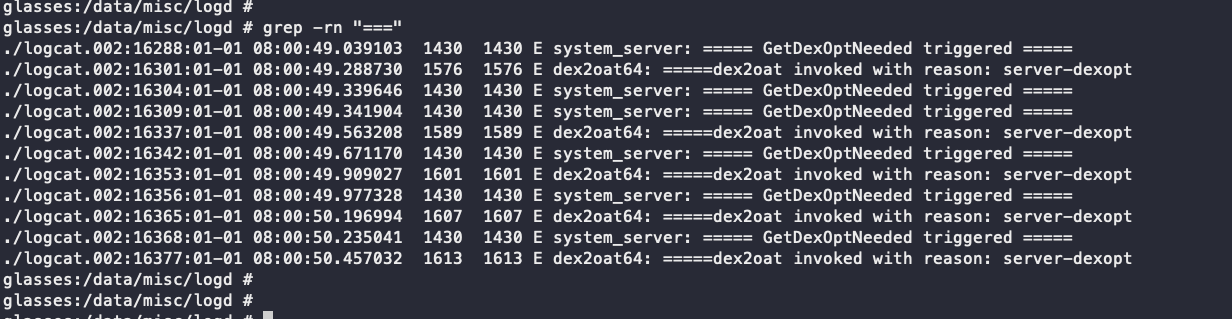 glasses:/data/misc/logd #
glasses:/data/misc/logd # grep -rn "==="
./logcat.002:16288:01-01 08:00:49.039103  1430  1430 E system_server: ===== GetDexOptNeeded triggered =====
./logcat.002:16301:01-01 08:00:49.288730  1576  1576 E dex2oat64: =====dex2oat invoked with reason: server-dexopt
./logcat.002:16304:01-01 08:00:49.339646  1430  1430 E system_server: ===== GetDexOptNeeded triggered =====
./logcat.002:16309:01-01 08:00:49.341904  1430  1430 E system_server: ===== GetDexOptNeeded triggered =====
./logcat.002:16337:01-01 08:00:49.563208  1589  1589 E dex2oat64: =====dex2oat invoked with reason: server-dexopt
./logcat.002:16342:01-01 08:00:49.671170  1430  1430 E system_server: ===== GetDexOptNeeded triggered =====
./logcat.002:16353:01-01 08:00:49.909027  1601  1601 E dex2oat64: =====dex2oat invoked with reason: server-dexopt
./logcat.002:16356:01-01 08:00:49.977328  1430  1430 E system_server: ===== GetDexOptNeeded triggered =====
./logcat.002:16365:01-01 08:00:50.196994  1607  1607 E dex2oat64: =====dex2oat invoked with reason: server-dexopt
./logcat.002:16368:01-01 08:00:50.235041  1430  1430 E system_server: ===== GetDexOptNeeded triggered =====
./logcat.002:16377:01-01 08:00:50.457032  1613  1613 E dex2oat64: =====dex2oat invoked with reason: server-dexopt
glasses:/data/misc/logd #
glasses:/data/misc/logd #
glasses:/data/misc/logd #